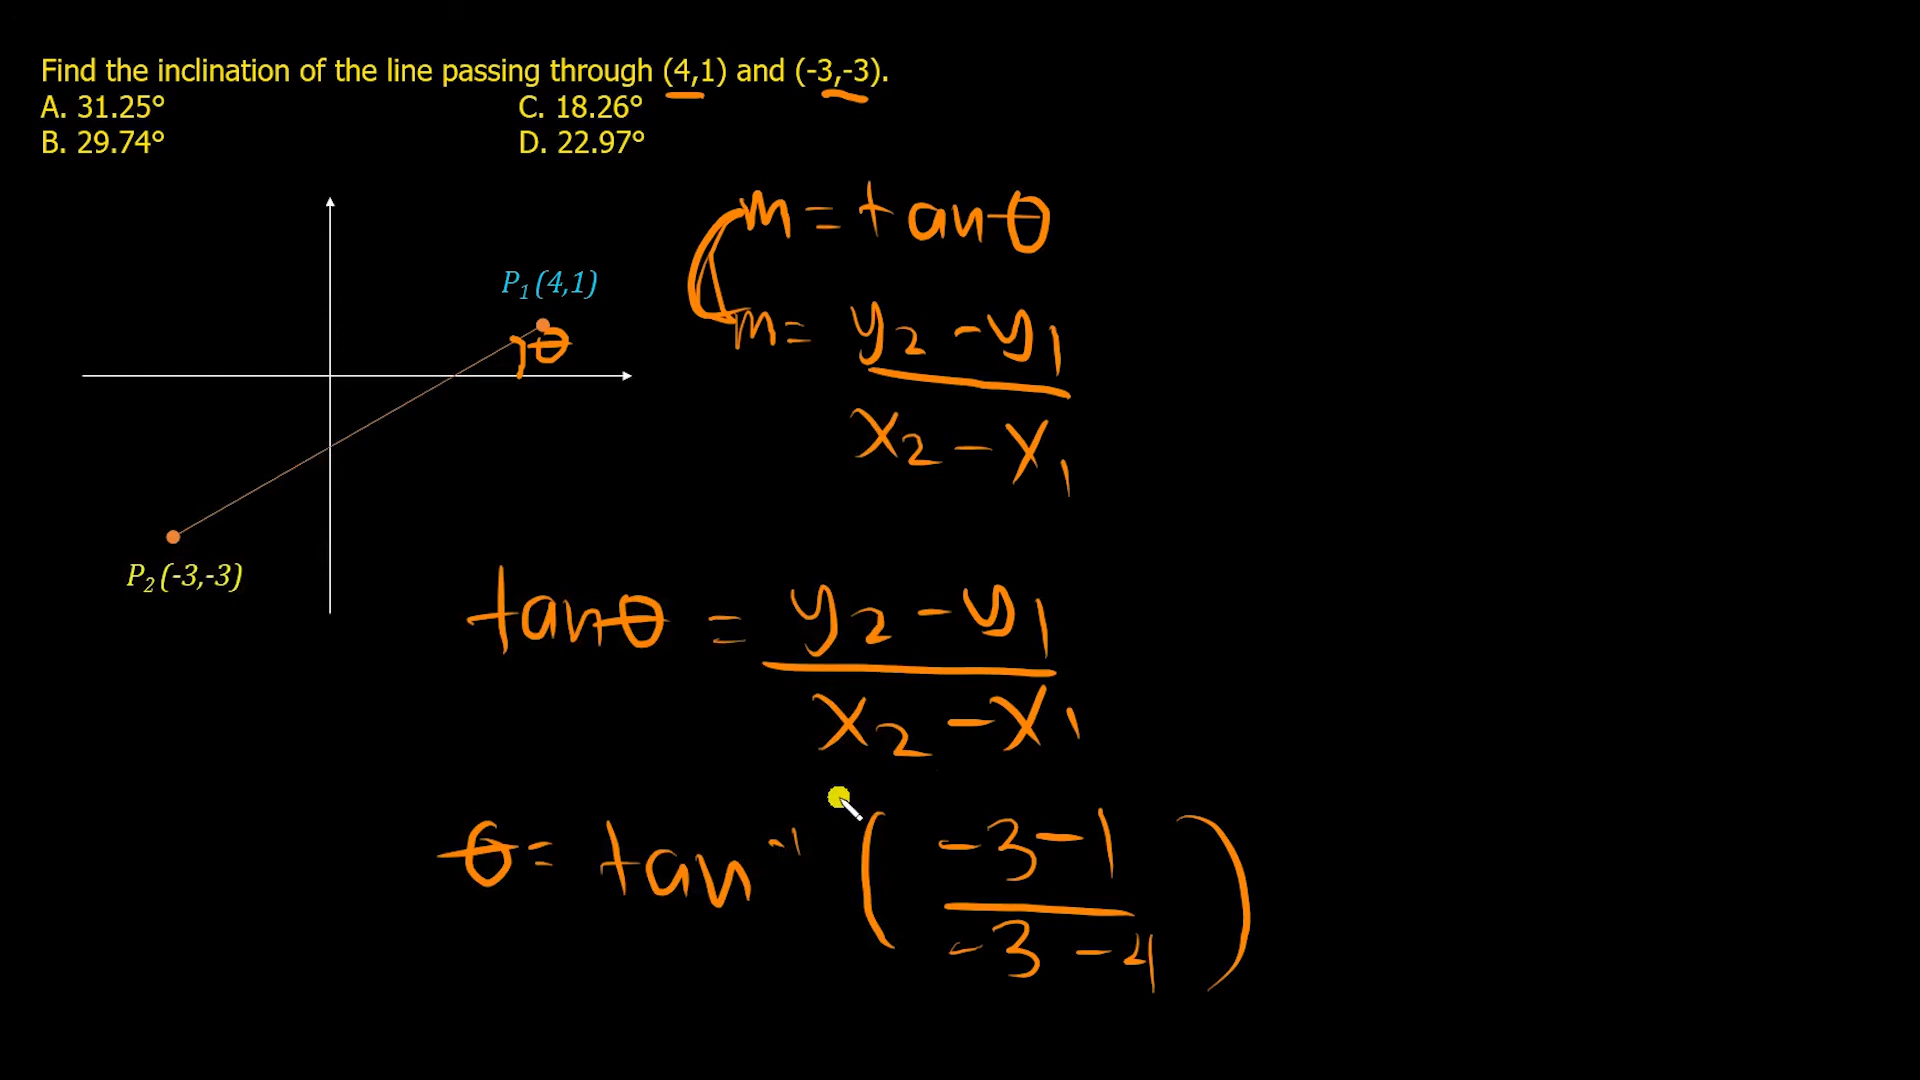 Find the inclination of the line passing through (4,1) and (-3,-3).
A. 31.25° C. 18.26°
B. 29.74° D. 22.97°
m = tanθ
P₁(4,1)
θ
m = y₂ - y₁
x₂ - x₁
P₂(-3,-3)
tanθ = y₂ - y₁
x₂ - x₁
θ = tan⁻¹ ( -3 - 1
-3 - 4 )